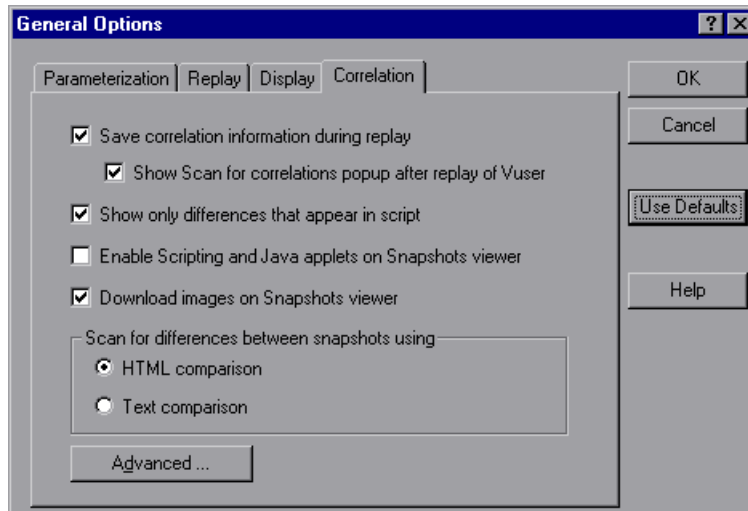 General Options
Parameterization Replay Display Correlation
OK
Save correlation information during replay
Cancel
Show Scan for correlations popup after replay of Vuser
Show only differences that appear in script
Use Defaults
Enable Scripting and Java applets on Snapshots viewer
Download images on Snapshots viewer
Help
Scan for differences between snapshots using
HTML comparison
Text comparison
Advanced ...